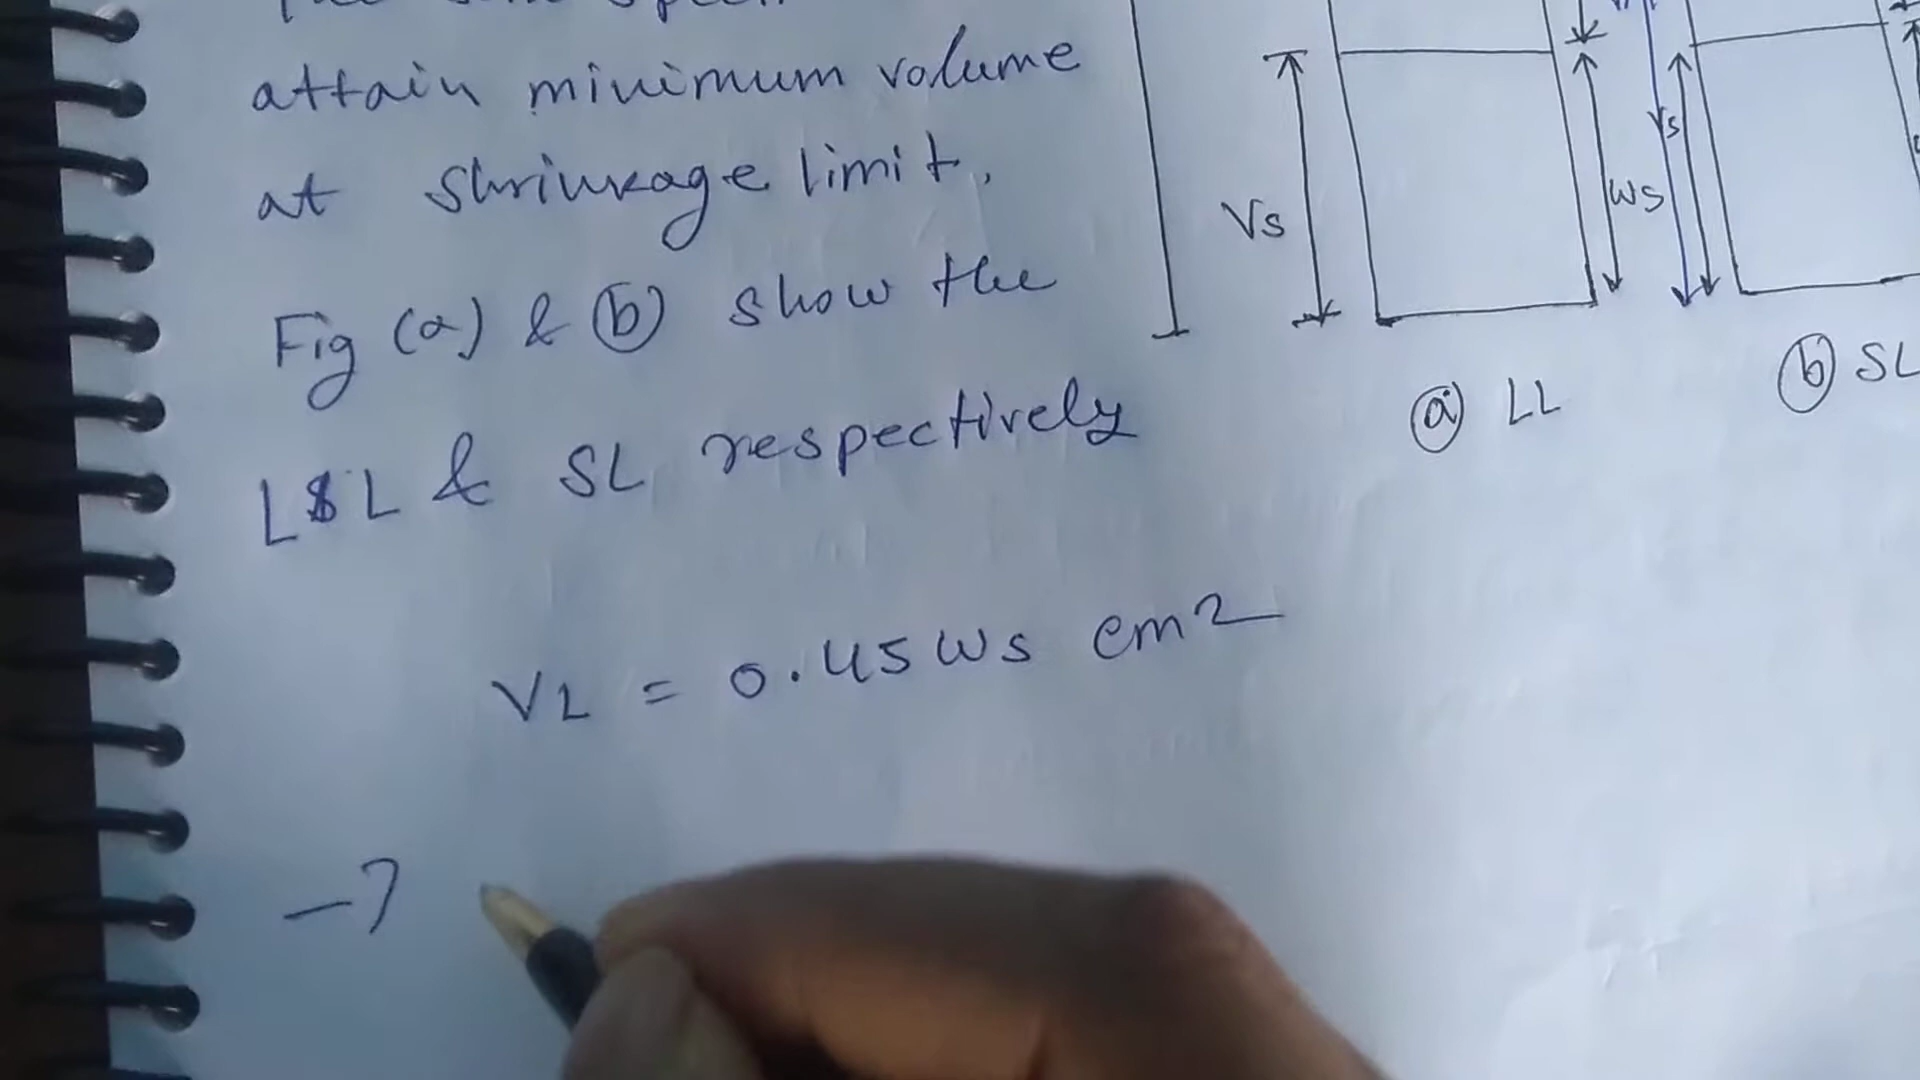 attain minimum volume
at shrinkage limit.
Fig (a) & (b) show the
LSL & SL respectively
VL = 0.45 Ws cm2
→
Vs
Ws
Vs
(a) LL
(b) SL